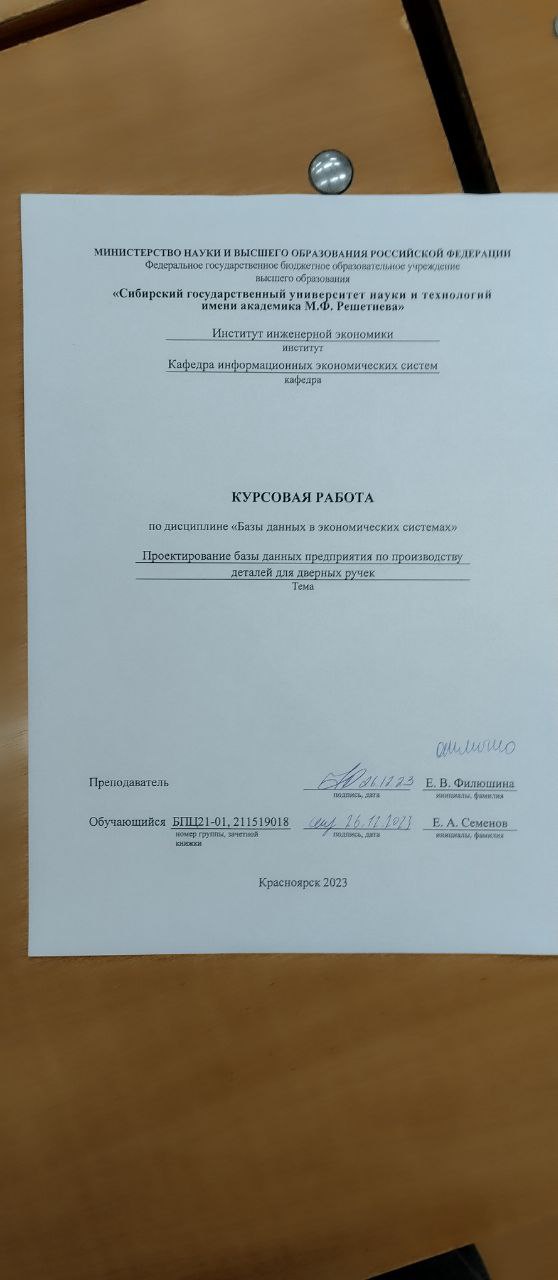 МИНИСТЕРСТВО НАУКИ И ВЫСШЕГО ОБРАЗОВАНИЯ РОССИЙСКОЙ ФЕДЕРАЦИИ
Федеральное государственное бюджетное образовательное учреждение
высшего образования
«Сибирский государственный университет науки и технологий
имени академика М.Ф. Решетнева»
Институт инженерной экономики
институт
Кафедра информационных экономических систем
кафедра
КУРСОВАЯ РАБОТА
по дисциплине «Базы данных в экономических системах»
Проектирование базы данных предприятия по производству
деталей для дверных ручек
Тема
отлично
Преподаватель 26.12.23 Е. В. Филюшина
подпись, дата инициалы, фамилия
Обучающийся БПЦ21-01, 211519018 26.12.2023 Е. А. Семенов
номер группы, зачетной подпись, дата инициалы, фамилия
книжки
Красноярск 2023